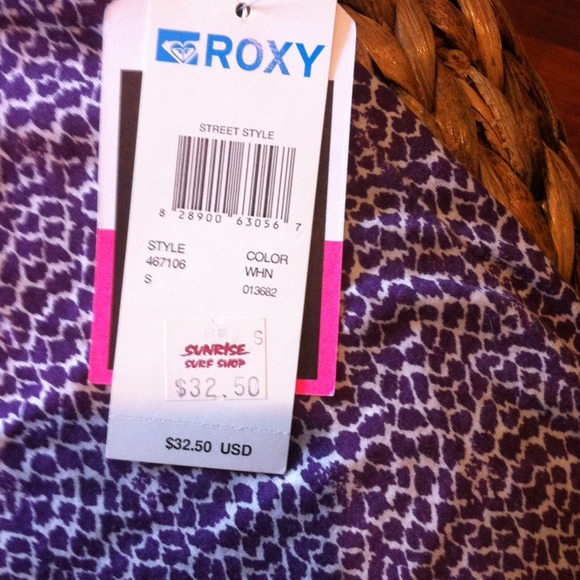 ROXY
STREET STYLE
8 28900 63056 7
STYLE
467106
S
COLOR
WHN
013682
S
SUNRISE
SURF SHOP
$32.50
$32.50 USD